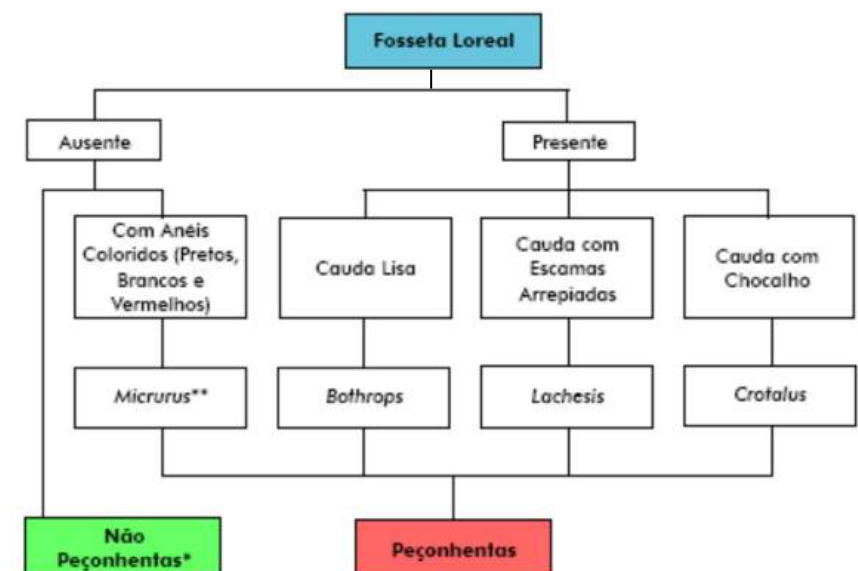 Fosseta Loreal
Ausente
Presente
Com Anéis
Coloridos (Pretos,
Brancos e
Vermelhos)
Cauda Lisa
Cauda com
Escamas
Arrepiadas
Cauda com
Chocalho
Micrurus**
Bothrops
Lachesis
Crotalus
Não
Peçonhentas*
Peçonhentas